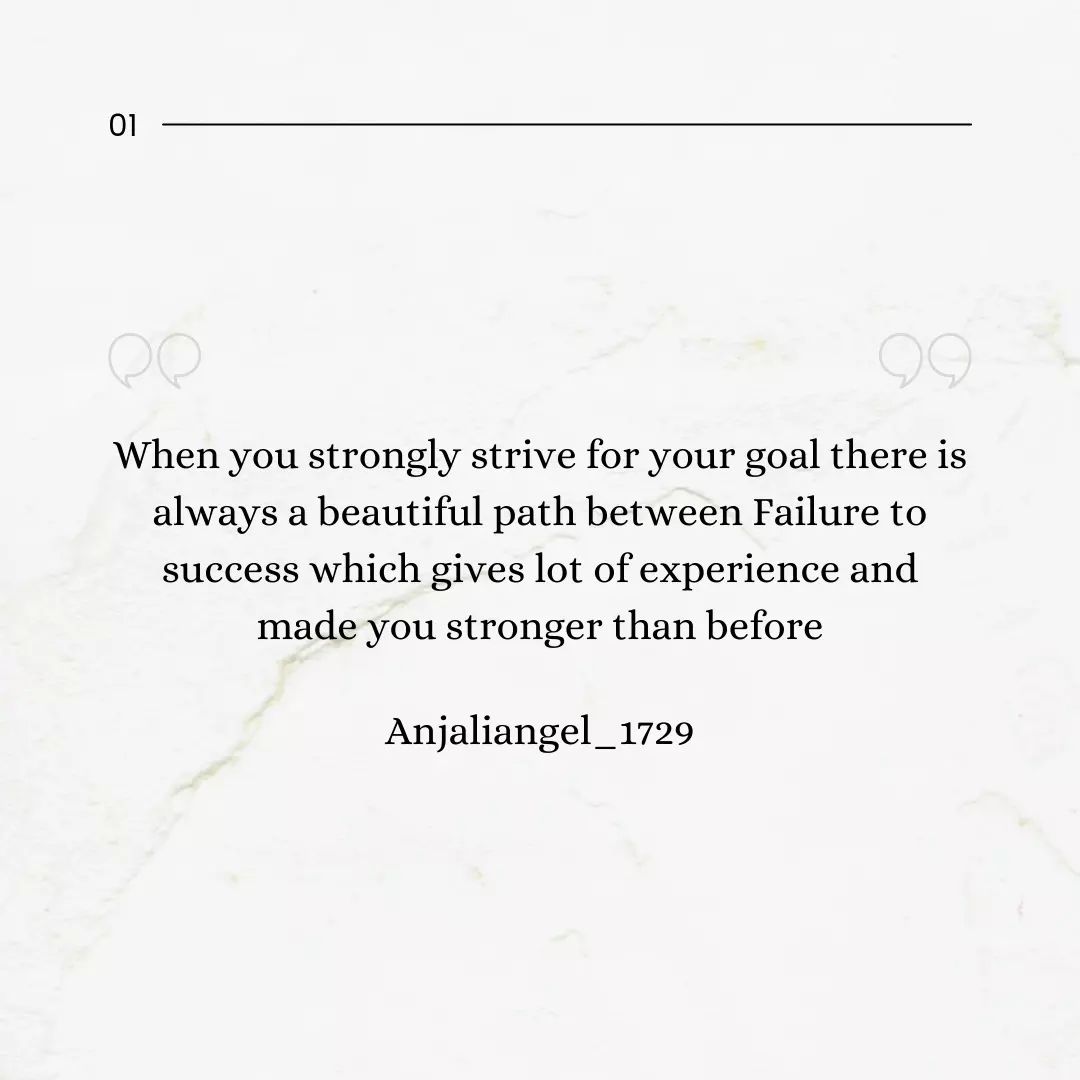 01
When you strongly strive for your goal there is
always a beautiful path between Failure to
success which gives lot of experience and
made you stronger than before
Anjaliangel_1729